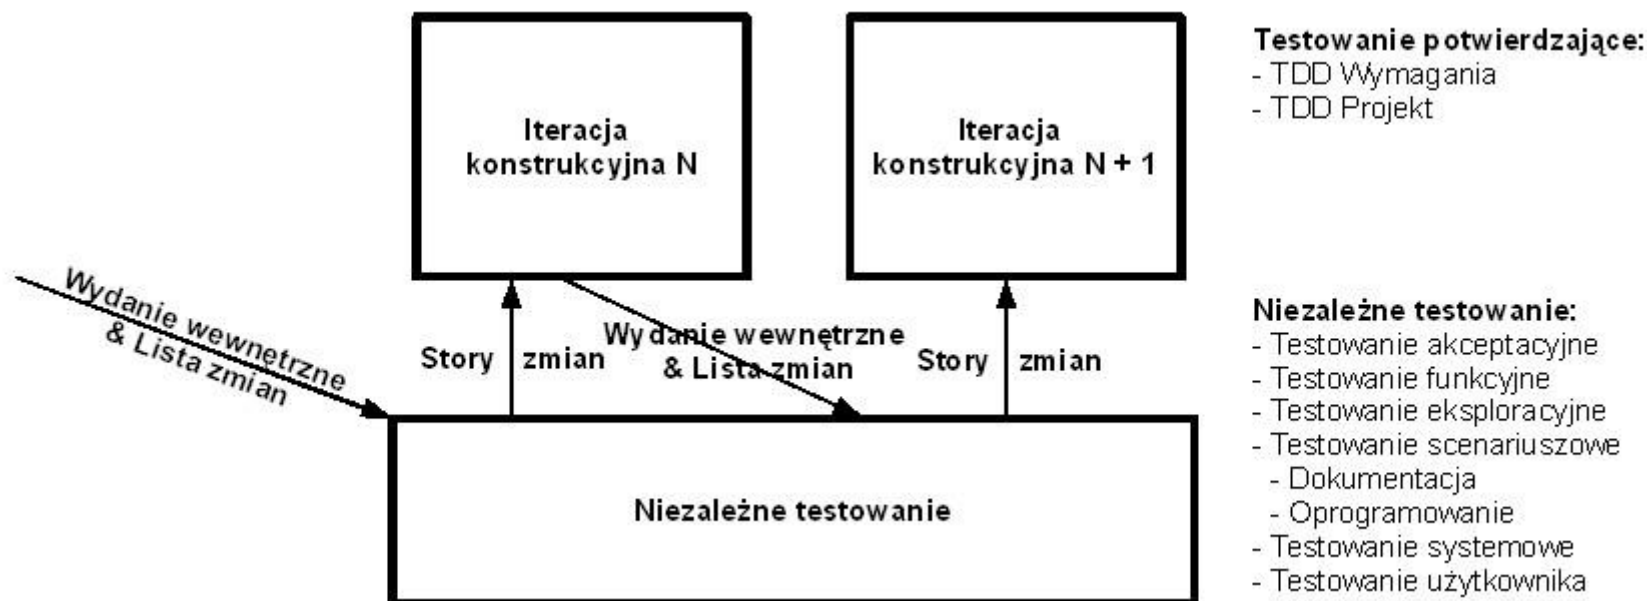 Iteracja
konstrukcyjna N
Iteracja
konstrukcyjna N + 1
Testowanie potwierdzające:
- TDD Wymagania
- TDD Projekt
Wydanie wewnętrzne
& Lista zmian
Story zmian
Wydanie wewnętrzne
& Lista zmian
Story zmian
Niezależne testowanie
Niezależne testowanie:
- Testowanie akceptacyjne
- Testowanie funkcyjne
- Testowanie eksploracyjne
- Testowanie scenariuszowe
- Dokumentacja
- Oprogramowanie
- Testowanie systemowe
- Testowanie użytkownika